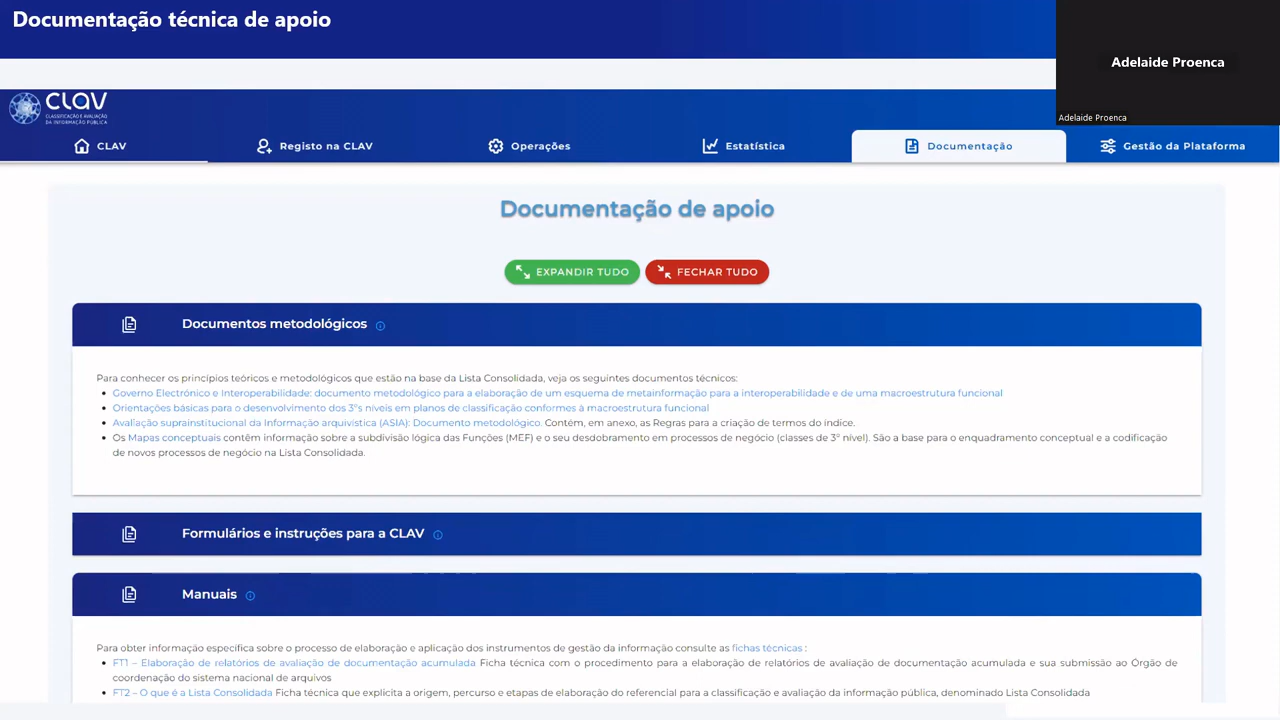 Documentação técnica de apoio
Adelaide Proenca
Adelaide Proenca
CLAV
CLASSIFICAÇÃO E AVALIAÇÃO
DA INFORMAÇÃO PÚBLICA
CLAV
Registo na CLAV
Operações
Estatística
Documentação
Gestão da Plataforma
Documentação de apoio
EXPANDIR TUDO
FECHAR TUDO
Documentos metodológicos
Para conhecer os princípios teóricos e metodológicos que estão na base da Lista Consolidada, veja os seguintes documentos técnicos:
• Governo Electrónico e Interoperabilidade: documento metodológico para a elaboração de um esquema de metainformação para a interoperabilidade e de uma macroestrutura funcional
• Orientações básicas para o desenvolvimento dos 3ºs níveis em planos de classificação conformes à macroestrutura funcional
• Avaliação suprainstitucional da Informação arquivística (ASIA): Documento metodológico. Contém, em anexo, as Regras para a criação de termos do índice.
• Os Mapas conceptuais contêm informação sobre a subdivisão lógica das Funções (MEF) e o seu desdobramento em processos de negócio (classes de 3º nível). São a base para o enquadramento conceptual e a codificação
de novos processos de negócio na Lista Consolidada.
Formulários e instruções para a CLAV
Manuais
Para obter informação específica sobre o processo de elaboração e aplicação dos instrumentos de gestão da informação consulte as fichas técnicas :
• FT1 – Elaboração de relatórios de avaliação de documentação acumulada Ficha técnica com o procedimento para a elaboração de relatórios de avaliação de documentação acumulada e sua submissão ao Órgão de
coordenação do sistema nacional de arquivos
• FT2 – O que é a Lista Consolidada Ficha técnica que explicita a origem, percurso e etapas de elaboração do referencial para a classificação e avaliação da informação pública, denominado Lista Consolidada